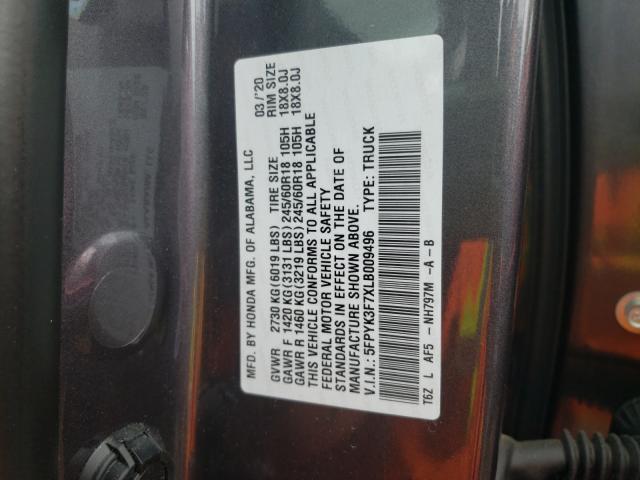 MFD. BY HONDA MFG. OF ALABAMA, LLC 03/'20
GVWR 2730 KG(6019 LBS) TIRE SIZE RIM SIZE
GAWR F 1420 KG(3131 LBS)245/60R18 105H 18X8.0J
GAWR R 1460 KG(3219 LBS)245/60R18 105H 18X8.0J
THIS VEHICLE CONFORMS TO ALL APPLICABLE
FEDERAL MOTOR VEHICLE SAFETY
STANDARDS IN EFFECT ON THE DATE OF
MANUFACTURE SHOWN ABOVE.
V.I.N.: 5FPYK3F7XLB009496 TYPE: TRUCK
T6Z L AF5 - NH797M -A-B